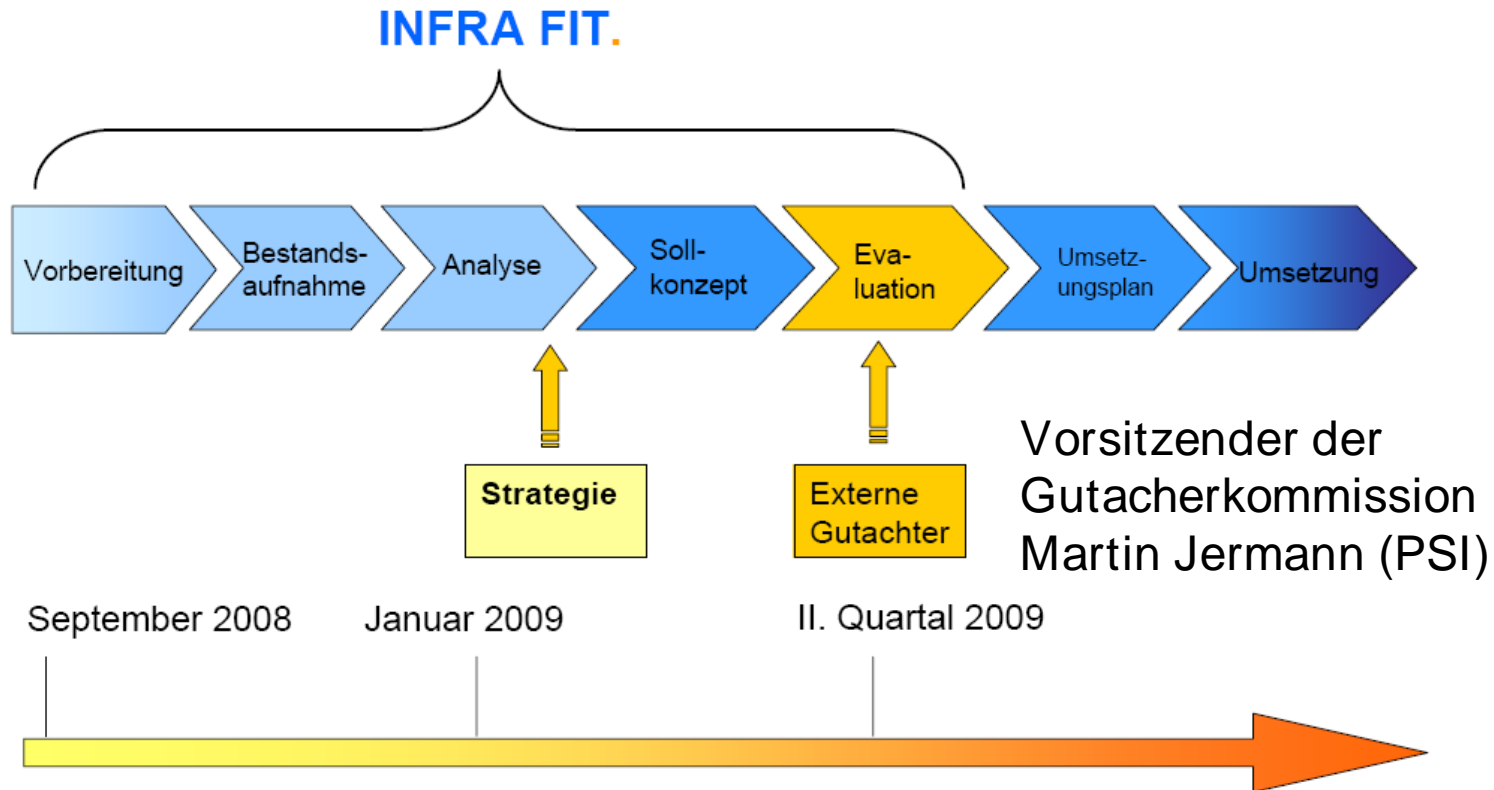 INFRA FIT.
Vorbereitung
Bestands-
aufnahme
Analyse
Soll-
konzept
Eva-
luation
Umsetz-
ungsplan
Umsetzung
Strategie
Externe
Gutachter
Vorsitzender der
Gutacherkommission
Martin Jermann (PSI)
September 2008
Januar 2009
II. Quartal 2009